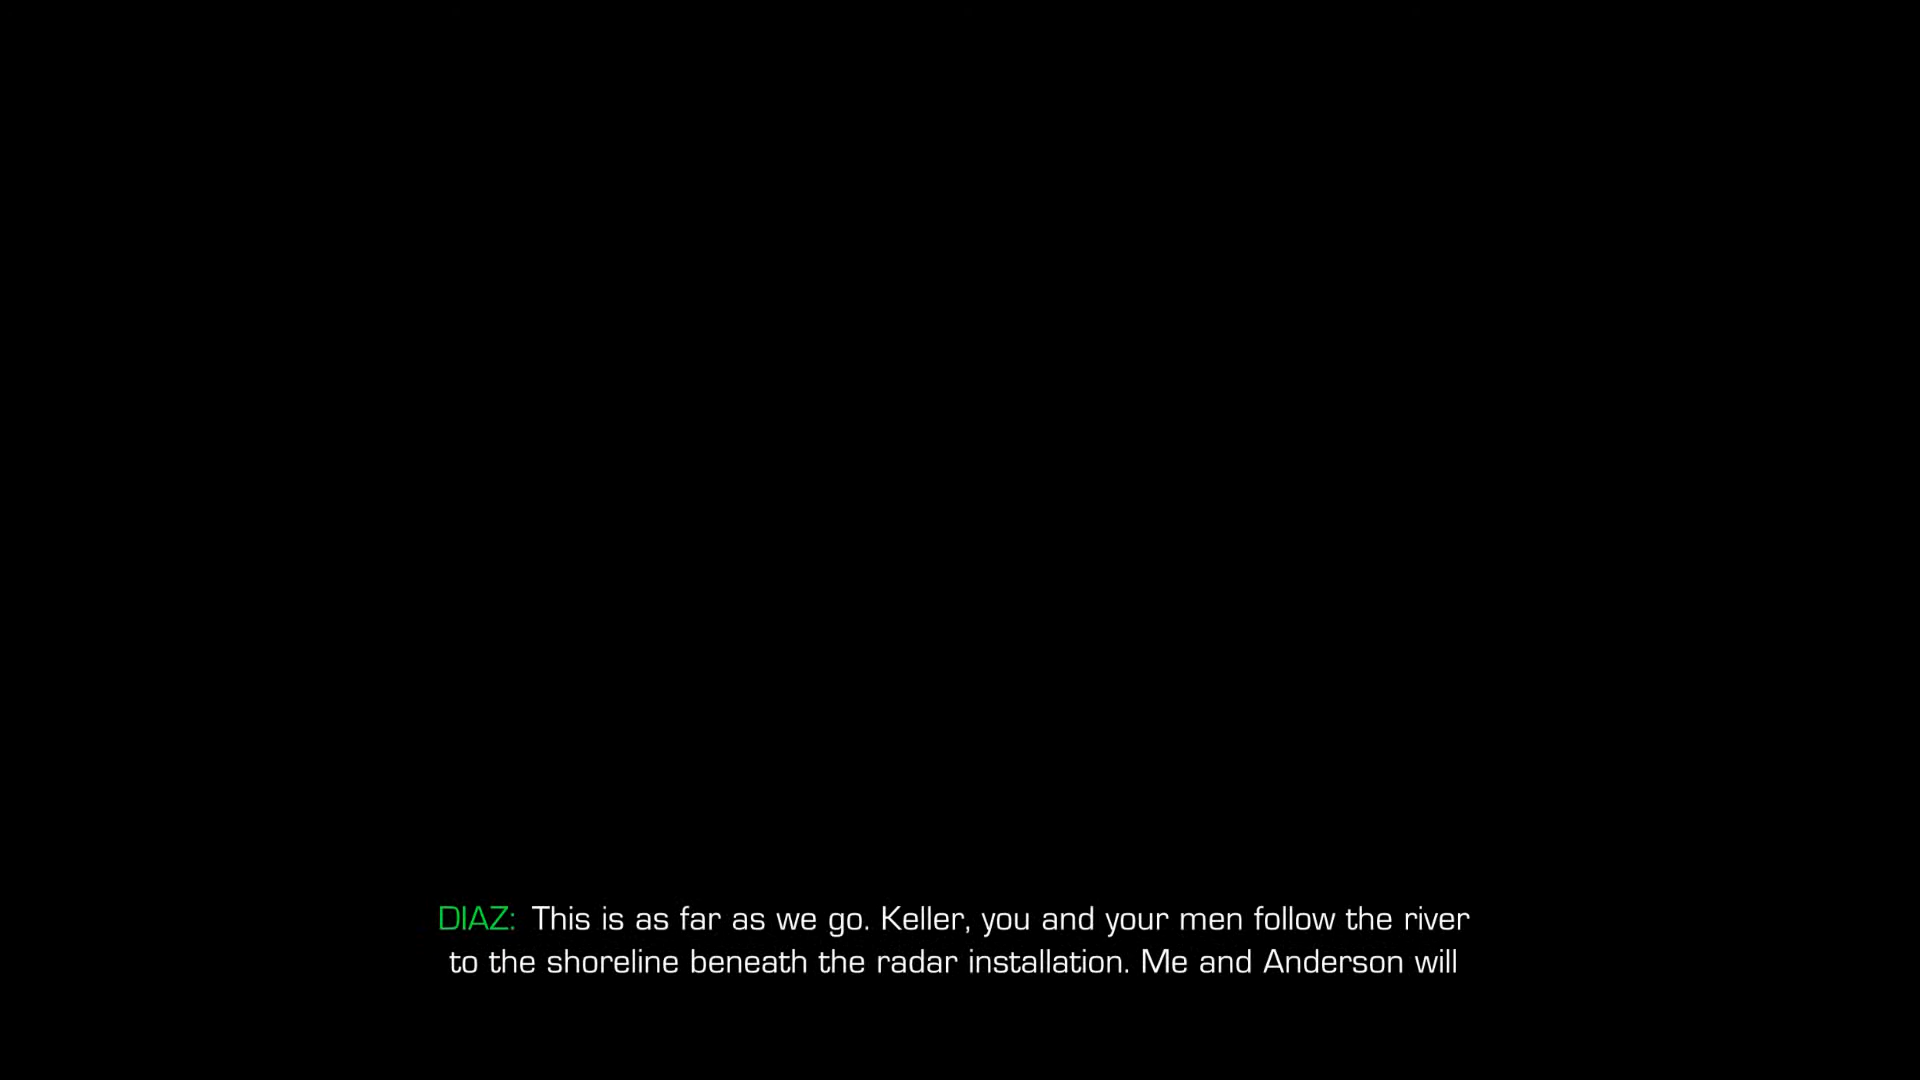 DIAZ: This is as far as we go. Keller, you and your men follow the river
to the shoreline beneath the radar installation. Me and Anderson will